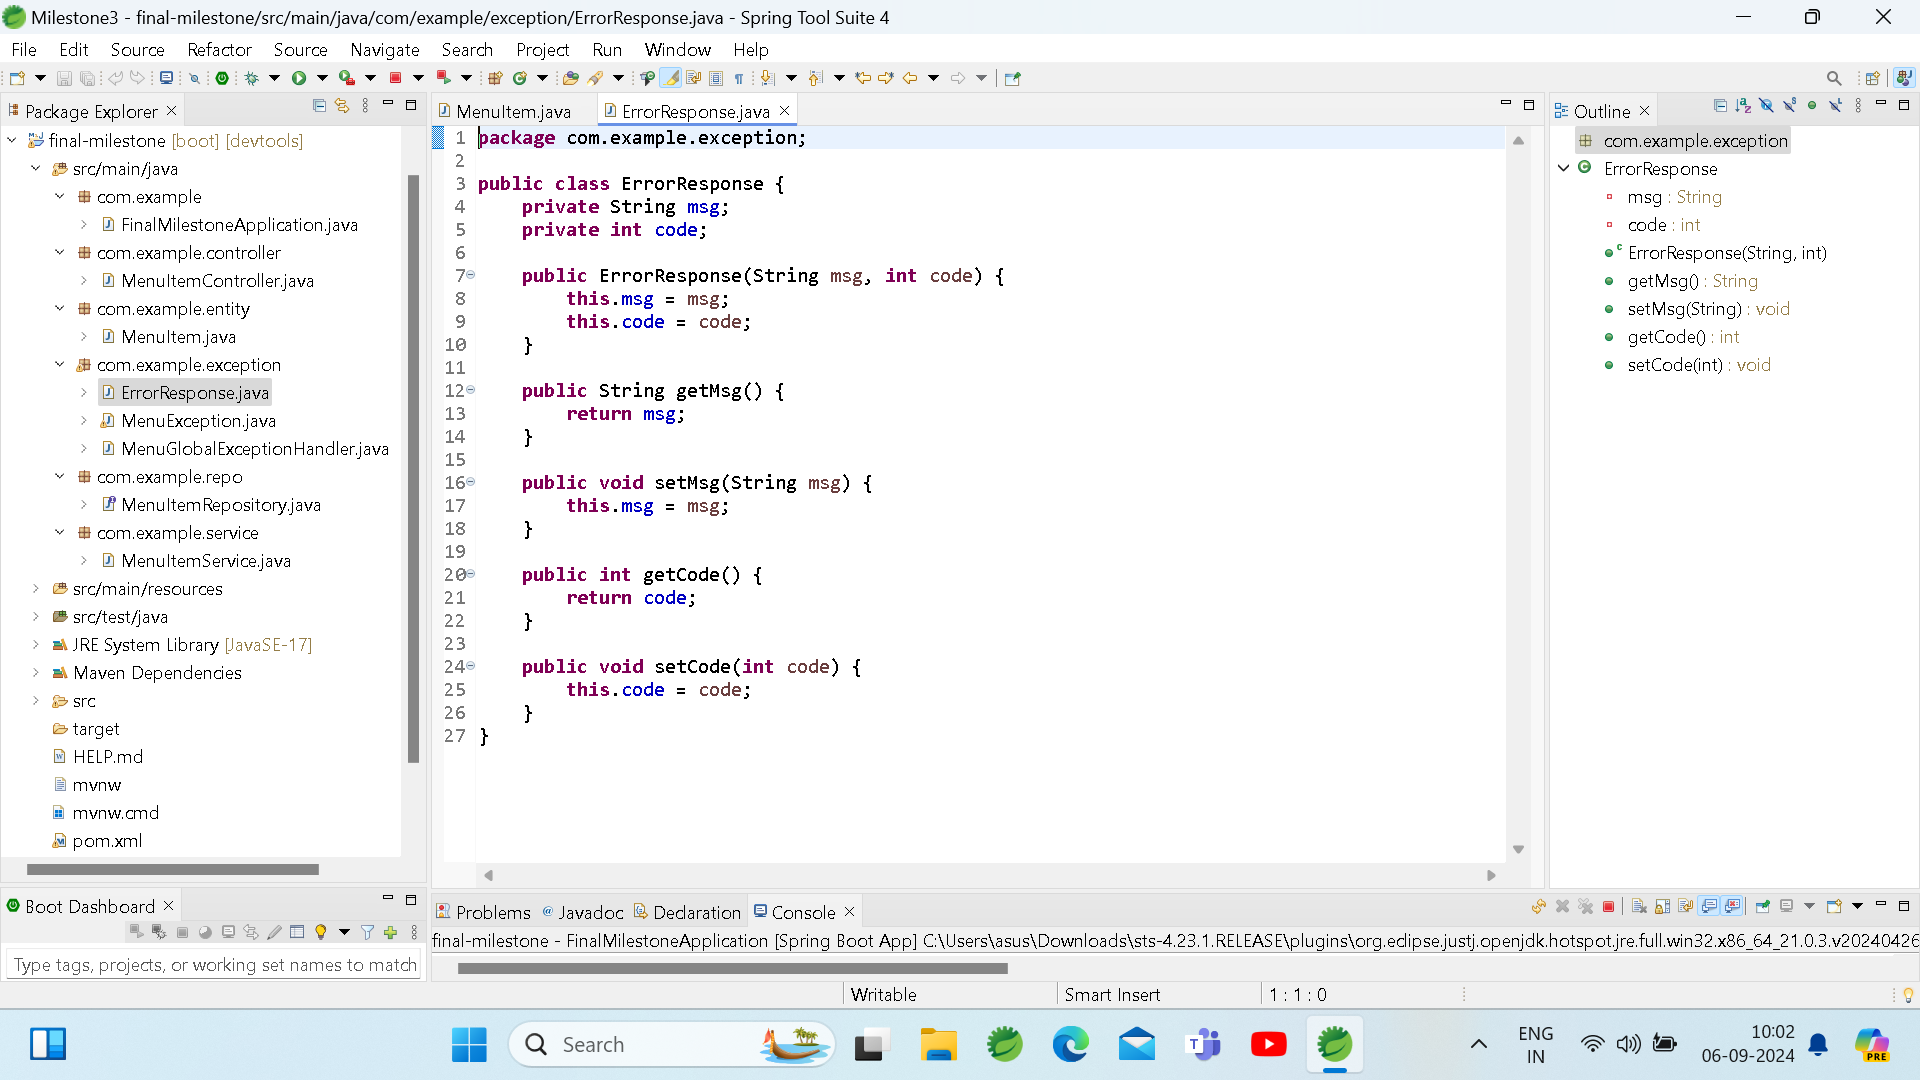 Milestone3 - final-milestone/src/main/java/com/example/exception/ErrorResponse.java - Spring Tool Suite 4
File Edit Source Refactor Source Navigate Search Project Run Window Help
Package Explorer
final-milestone [boot] [devtools]
src/main/java
com.example
FinalMilestoneApplication.java
com.example.controller
MenuItemController.java
com.example.entity
MenuItem.java
com.example.exception
ErrorResponse.java
MenuException.java
MenuGlobalExceptionHandler.java
com.example.repo
MenuItemRepository.java
com.example.service
MenuItemService.java
src/main/resources
src/test/java
JRE System Library [JavaSE-17]
Maven Dependencies
src
target
HELP.md
mvnw
mvnw.cmd
pom.xml
Boot Dashboard
Type tags, projects, or working set names to match
MenuItem.java ErrorResponse.java
1 package com.example.exception;
2
3 public class ErrorResponse {
4 private String msg;
5 private int code;
6
7 public ErrorResponse(String msg, int code) {
8 this.msg = msg;
9 this.code = code;
10 }
11
12 public String getMsg() {
13 return msg;
14 }
15
16 public void setMsg(String msg) {
17 this.msg = msg;
18 }
19
20 public int getCode() {
21 return code;
22 }
23
24 public void setCode(int code) {
25 this.code = code;
26 }
27 }
Outline
com.example.exception
ErrorResponse
msg : String
code : int
ErrorResponse(String, int)
getMsg() : String
setMsg(String) : void
getCode() : int
setCode(int) : void
Problems Javadoc Declaration Console
final-milestone - FinalMilestoneApplication [Spring Boot App] C:\Users\asus\Downloads\sts-4.23.1.RELEASE\plugins\org.eclipse.justj.openjdk.hotspot.jre.full.win32.x86_64_21.0.3.v20240426
Writable Smart Insert 1 : 1 : 0
Search
ENG
IN
10:02
06-09-2024
PRE